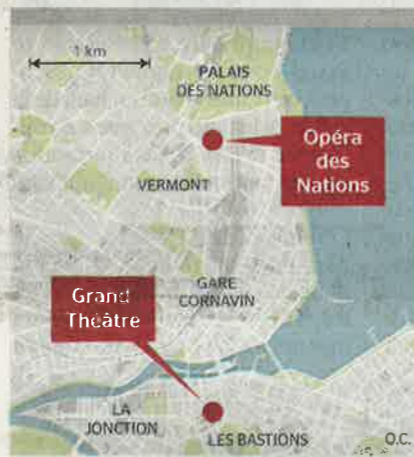 1 km
PALAIS
DES NATIONS
Opéra
des
Nations
VERMONT
GARE
CORNAVIN
Grand
Théâtre
LA
JONCTION
LES BASTIONS
O.C.